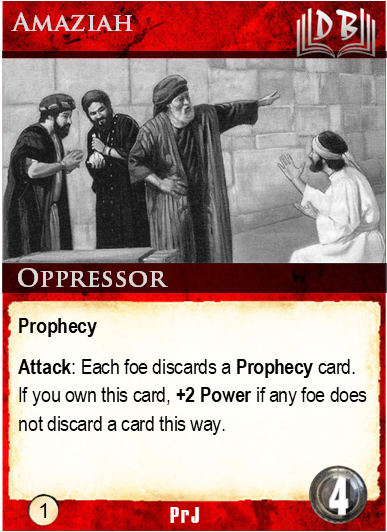 AMAZIAH
DB
OPPRESSOR
Prophecy
Attack: Each foe discards a Prophecy card.
If you own this card, +2 Power if any foe does
not discard a card this way.
1
PrJ
4